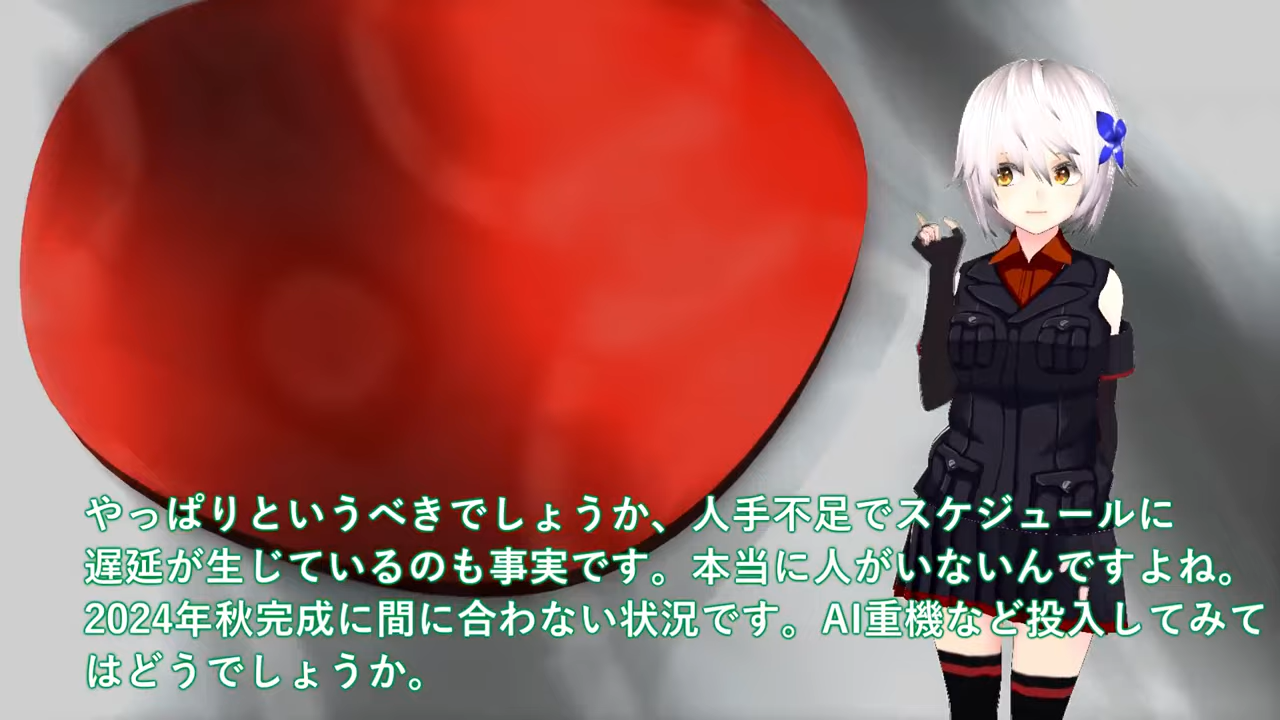 やっぱりというべきでしょうか、人手不足でスケジュールに
遅延が生じているのも事実です。本当に人がいないんですよね。
2024年秋完成に間に合わない状況です。AI重機など投入してみて
はどうでしょうか。